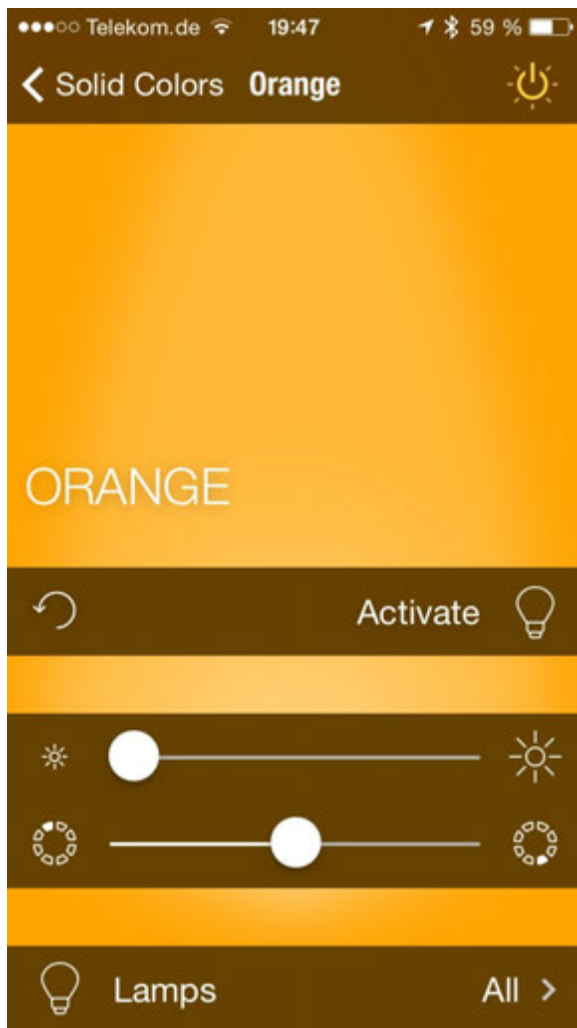 Telekom.de 19:47 59 %
Solid Colors Orange
ORANGE
Activate
Lamps All